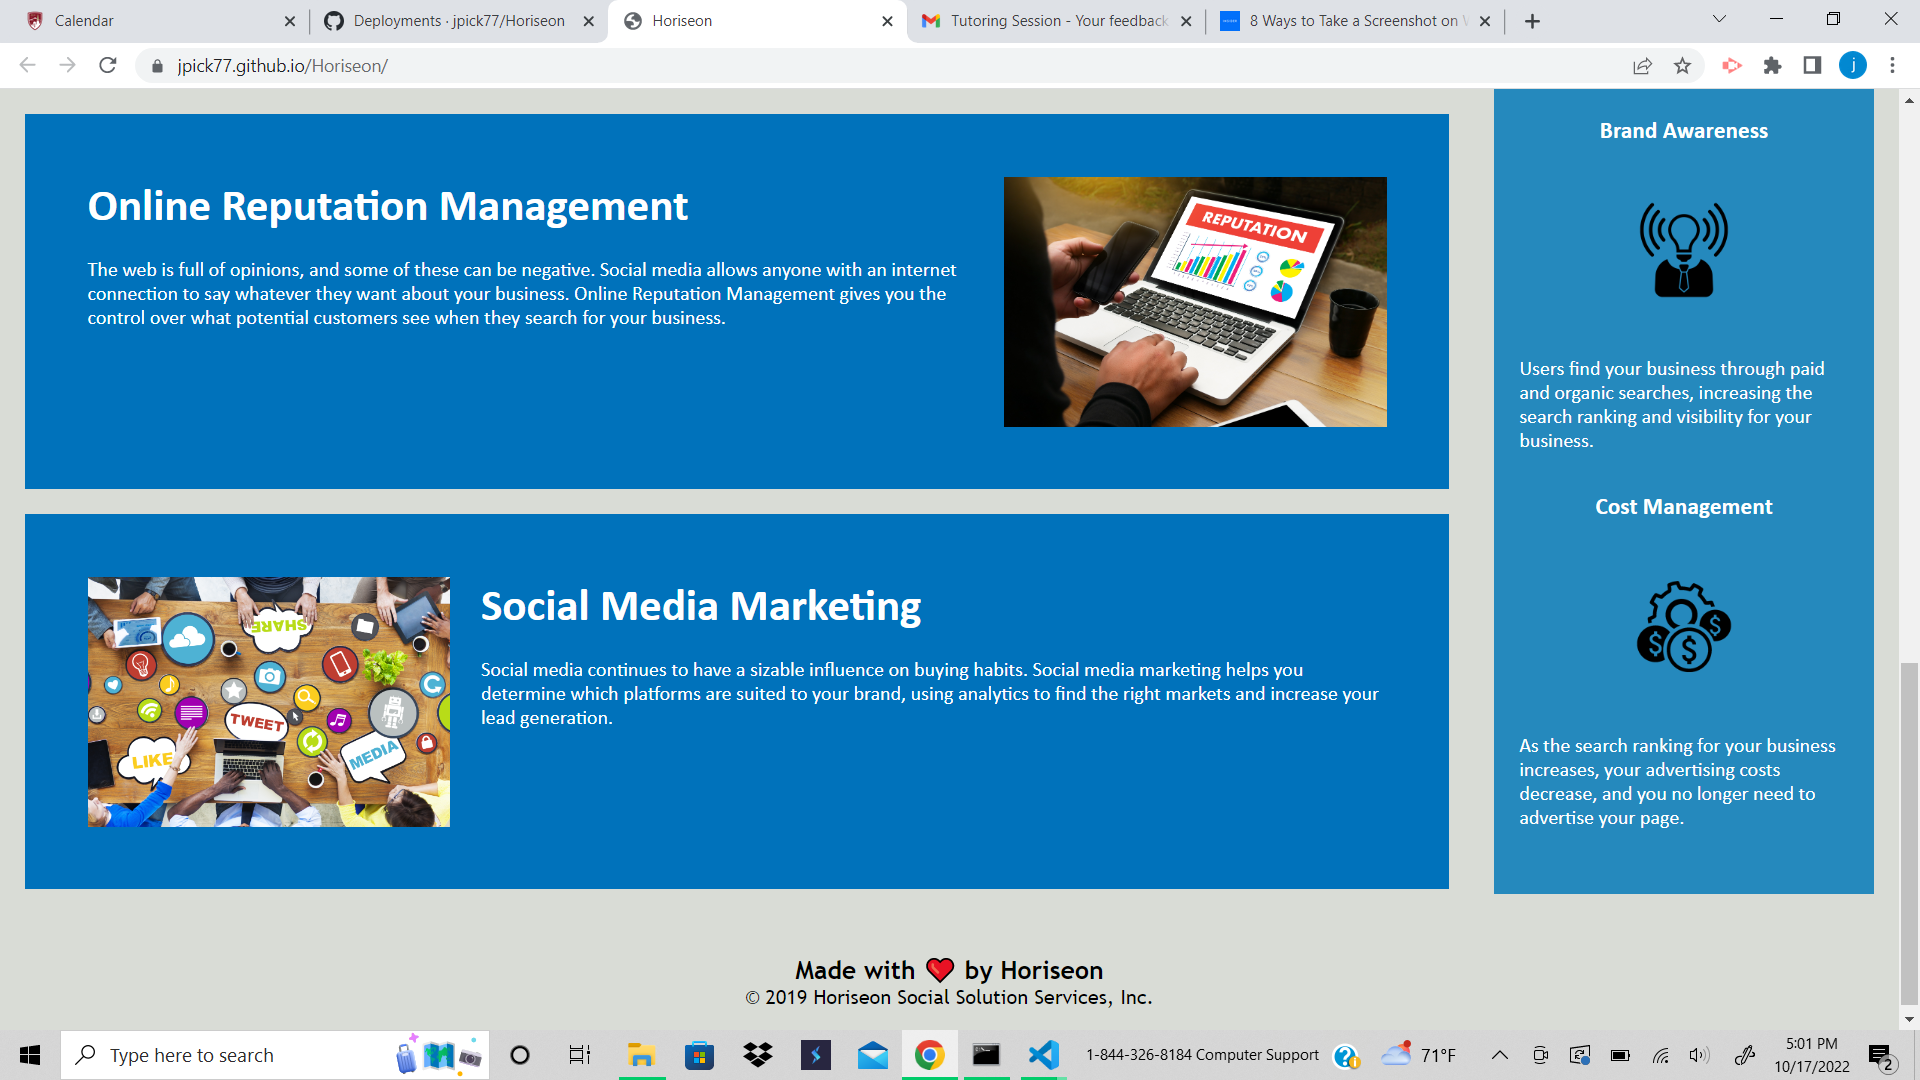 Calendar
Deployments · jpick77/Horiseon
Horiseon
Tutoring Session - Your feedback
8 Ways to Take a Screenshot on
jpick77.github.io/Horiseon/
j
Online Reputation Management
The web is full of opinions, and some of these can be negative. Social media allows anyone with an internet
connection to say whatever they want about your business. Online Reputation Management gives you the
control over what potential customers see when they search for your business.
REPUTATION
Social Media Marketing
Social media continues to have a sizable influence on buying habits. Social media marketing helps you
determine which platforms are suited to your brand, using analytics to find the right markets and increase your
lead generation.
SHARE
TWEET
LIKE
MEDIA
Brand Awareness
Users find your business through paid
and organic searches, increasing the
search ranking and visibility for your
business.
Cost Management
$ $
$
As the search ranking for your business
increases, your advertising costs
decrease, and you no longer need to
advertise your page.
Made with ❤️ by Horiseon
© 2019 Horiseon Social Solution Services, Inc.
Type here to search
1-844-326-8184 Computer Support
71°F
5:01 PM
10/17/2022
2